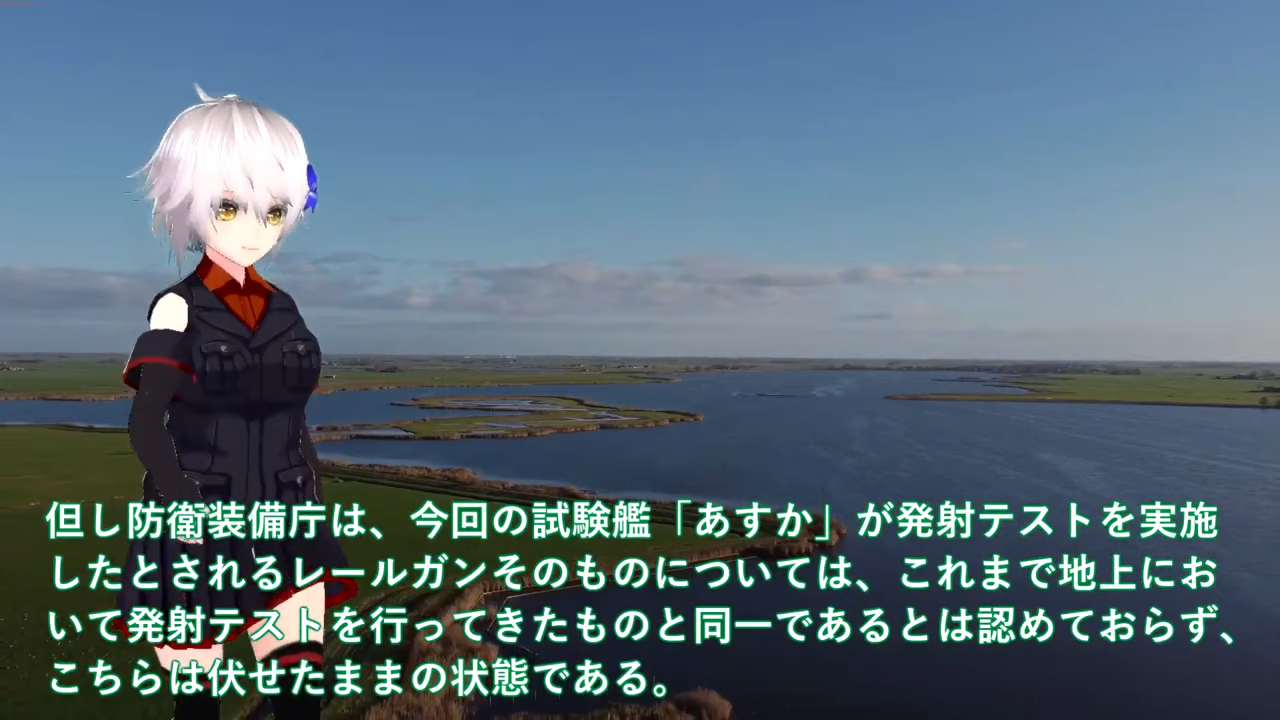 但し防衛装備庁は、今回の試験艦「あすか」が発射テストを実施
したとされるレールガンそのものについては、これまで地上にお
いて発射テストを行ってきたものと同一であるとは認めておらず、
こちらは伏せたままの状態である。